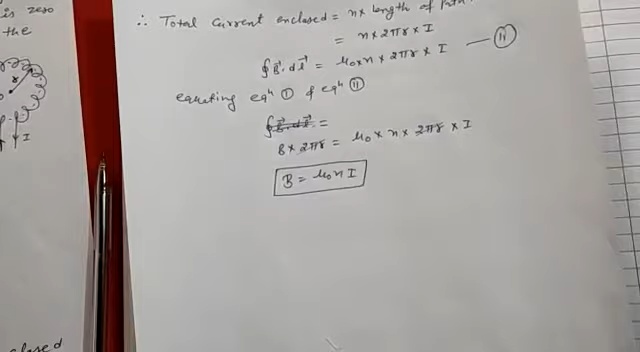 is zero
the
I
∴ Total Current enclosed = n × length of Path.
= n × 2πr × I
∮B⃗.dl⃗ = μ₀ × n × 2πr × I — (II)
equating eqⁿ (I) & eqⁿ (II)
∮B⃗.dl⃗ =
B × 2πr = μ₀ × n × 2πr × I
B = μ₀nI
closed